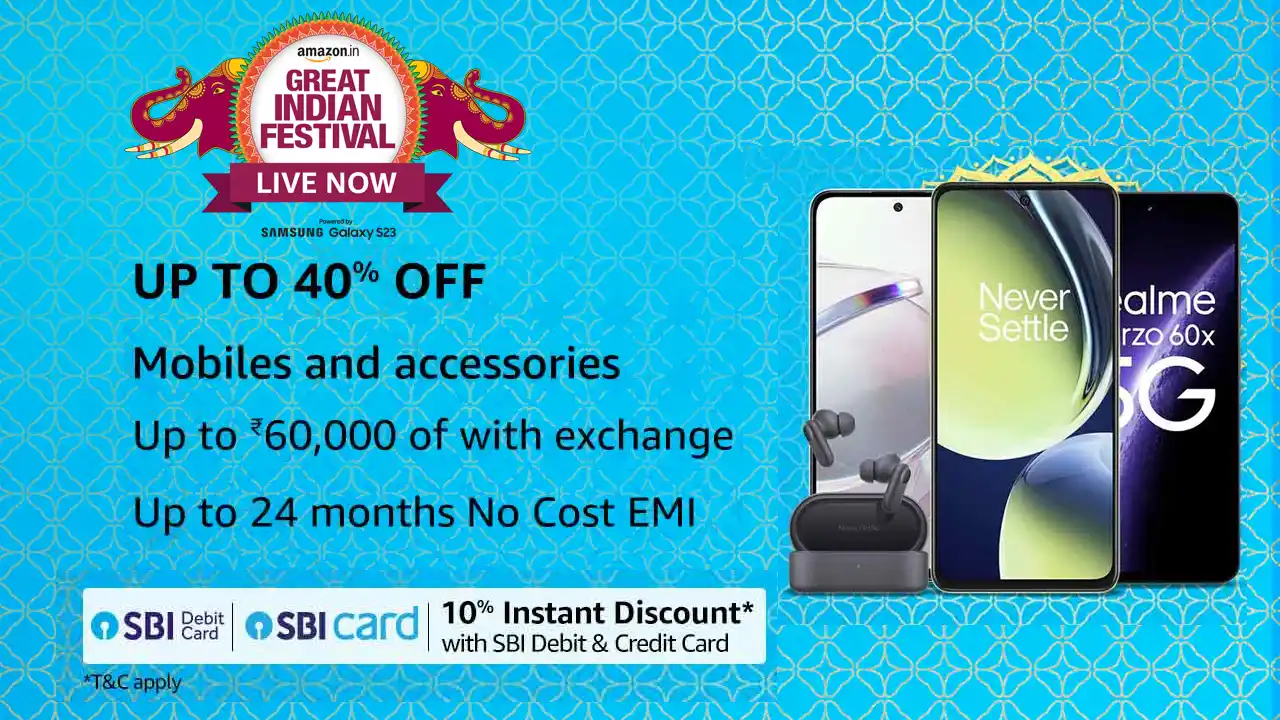 amazon.in
GREAT
INDIAN
FESTIVAL
LIVE NOW
Powered by
SAMSUNG Galaxy S23
UP TO 40% OFF
Mobiles and accessories
Up to ₹60,000 of with exchange
Up to 24 months No Cost EMI
SBI Debit Card
SBI card
10% Instant Discount*
with SBI Debit & Credit Card
*T&C apply
Never
Settle
ealme
rzo 60x
5G